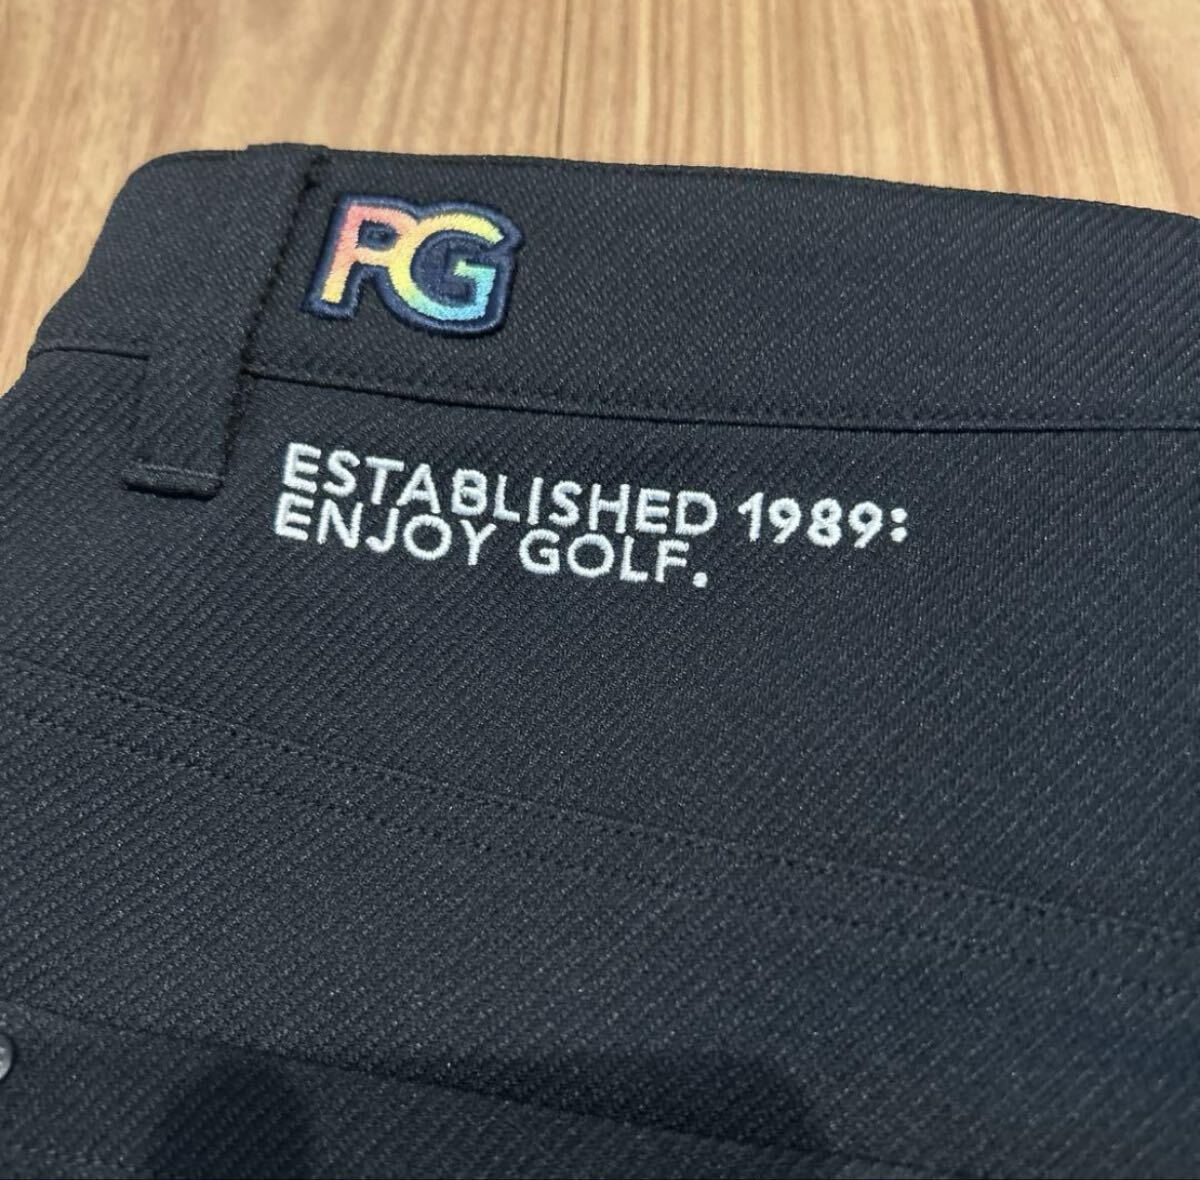 PG
ESTABLISHED 1989:
ENJOY GOLF.